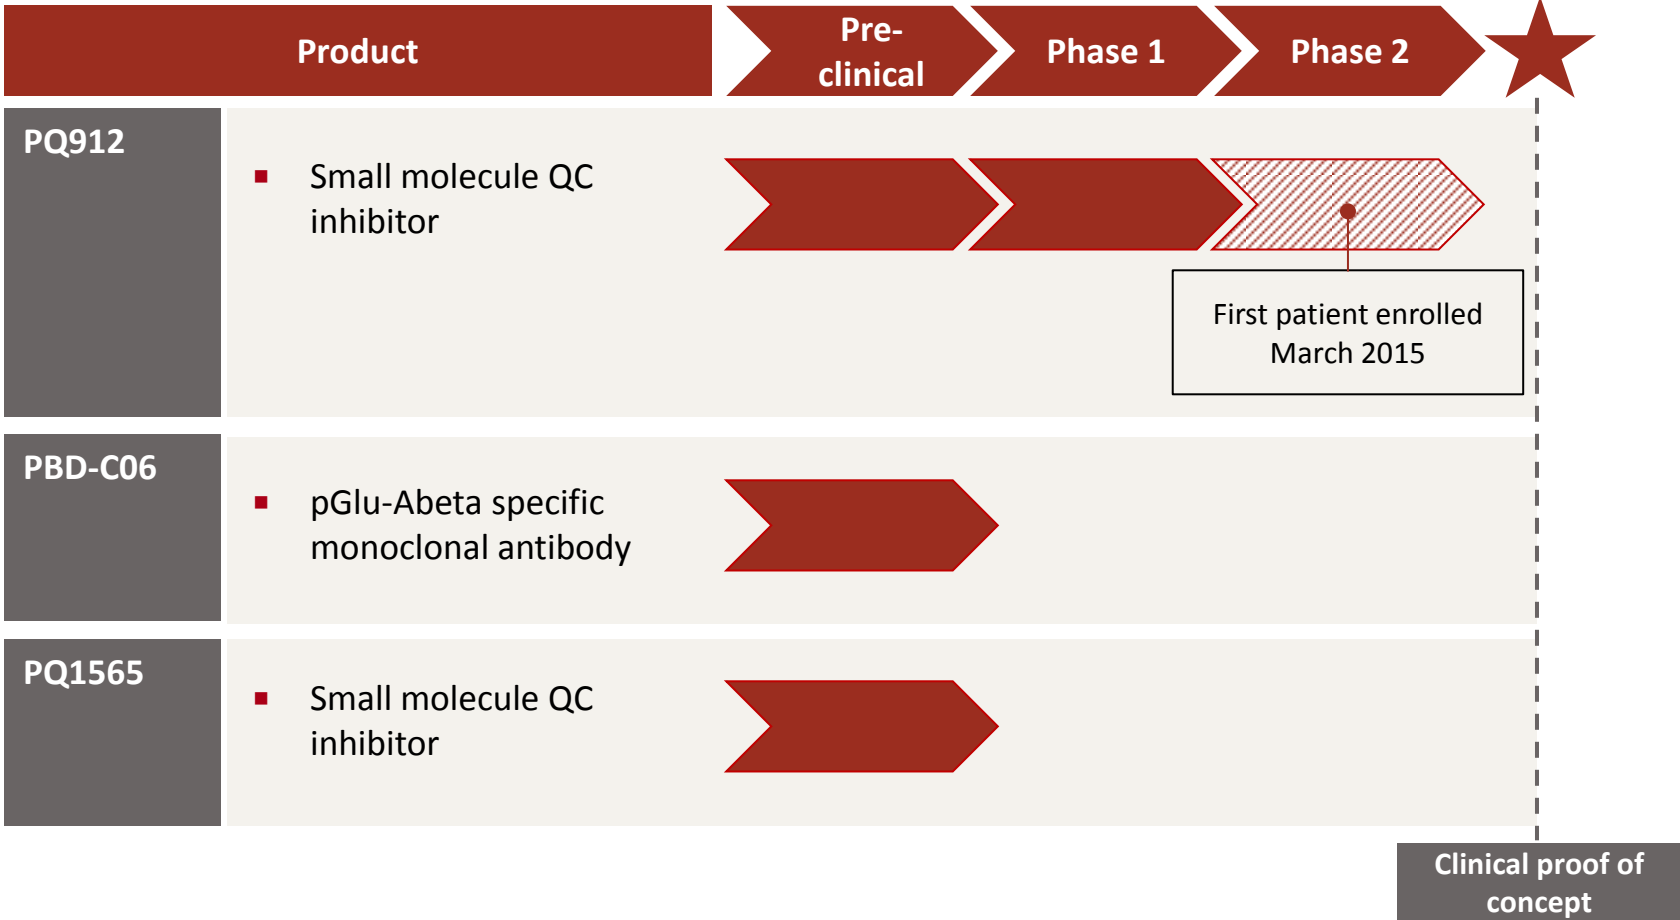 Product
Pre-
clinical
Phase 1
Phase 2
PQ912
Small molecule QC
inhibitor
First patient enrolled
March 2015
PBD-C06
pGlu-Abeta specific
monoclonal antibody
PQ1565
Small molecule QC
inhibitor
Clinical proof of
concept